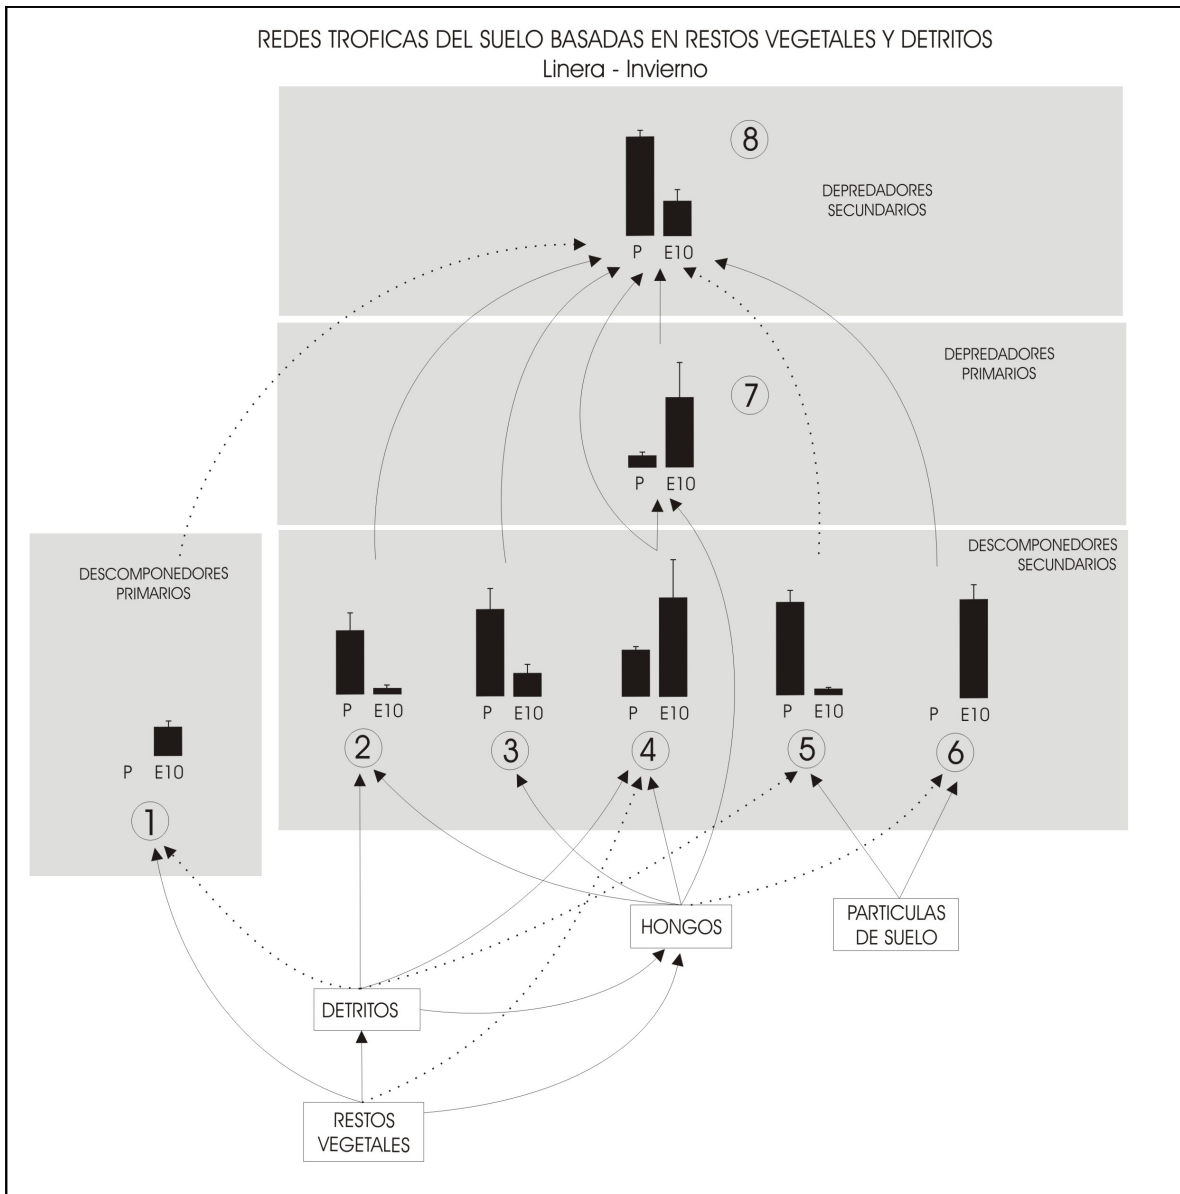 REDES TROFICAS DEL SUELO BASADAS EN RESTOS VEGETALES Y DETRITOS
Linera - Invierno
8
DEPREDADORES
SECUNDARIOS
P E10
DEPREDADORES
PRIMARIOS
7
P E10
DESCOMPONEDORES
PRIMARIOS
DESCOMPONEDORES
SECUNDARIOS
P E10
P E10
P E10
P E10
P E10
2
3
4
5
6
P E10
1
HONGOS
PARTICULAS
DE SUELO
DETRITOS
RESTOS
VEGETALES